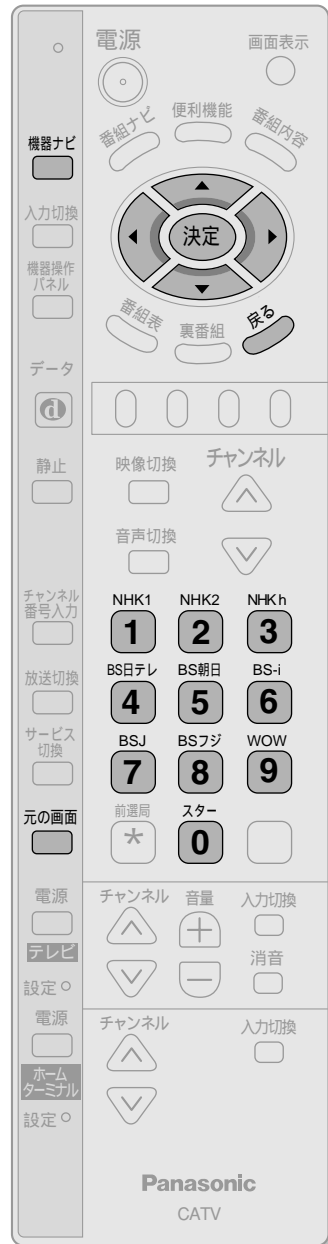 電源
画面表示
機器ナビ
番組ナビ
便利機能
番組内容
入力切換
決定
機器操作
パネル
番組表
裏番組
戻る
データ
d
静止
映像切換
チャンネル
音声切換
チャンネル
番号入力
NHK1 NHK2 NHKh
1 2 3
放送切換
BS日テレ BS朝日 BS-i
4 5 6
サービス
切換
BSJ BSフジ WOW
7 8 9
元の画面
前選局 スター
* 0
電源
テレビ
設定
チャンネル 音量 入力切換
+
消音
−
電源
ホーム
ターミナル
設定
チャンネル 入力切換
Panasonic
CATV